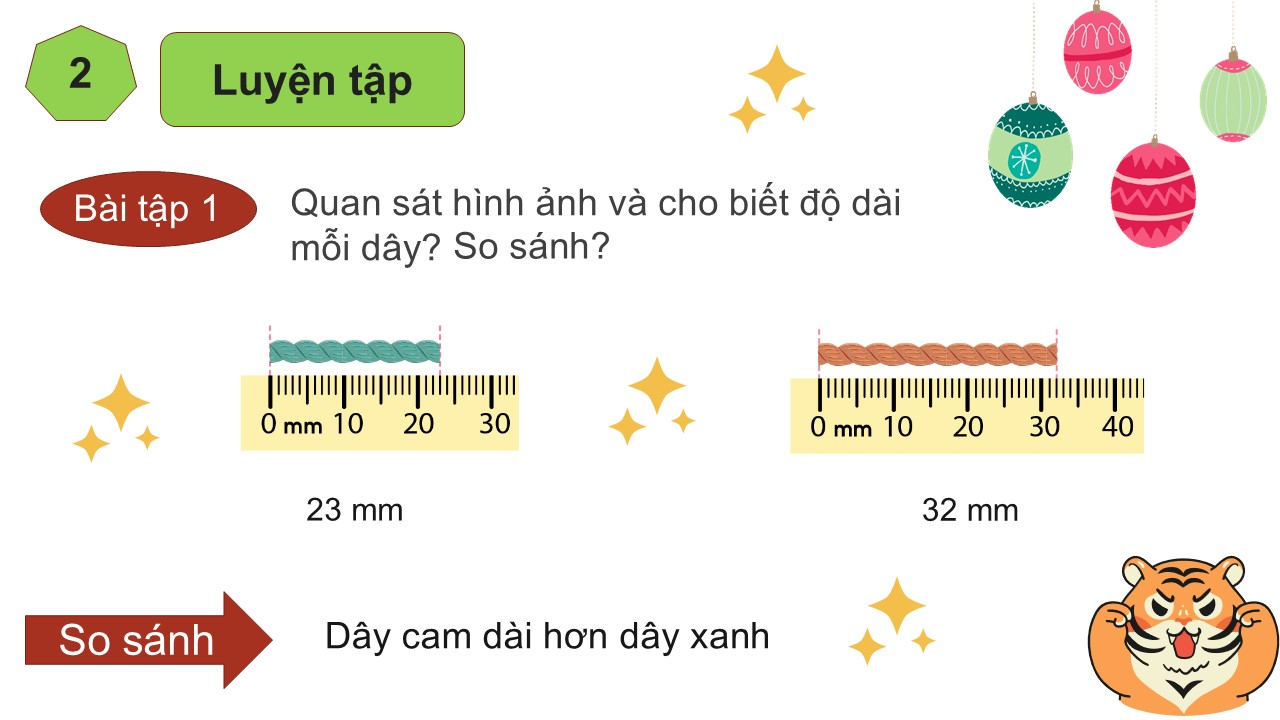 2
Luyện tập
Bài tập 1
Quan sát hình ảnh và cho biết độ dài
mỗi dây? So sánh?
0 mm 10 20 30
0 mm 10 20 30 40
23 mm
32 mm
So sánh
Dây cam dài hơn dây xanh